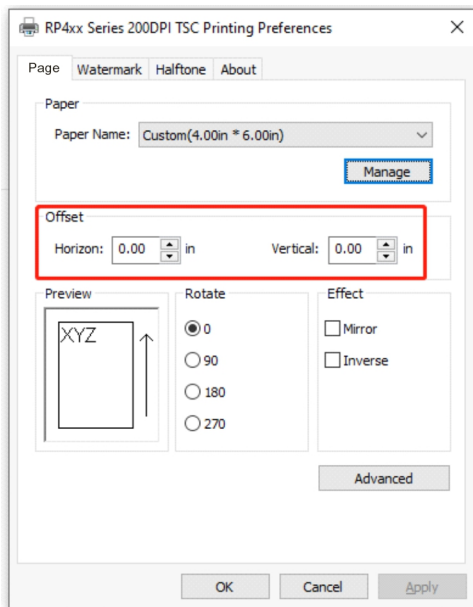 RP4xx Series 200DPI TSC Printing Preferences
Page Watermark Halftone About
Paper
Paper Name: Custom(4.00in * 6.00in)
Manage
Offset
Horizon: 0.00 in Vertical: 0.00 in
Preview
XYZ
Rotate
0
90
180
270
Effect
Mirror
Inverse
Advanced
OK Cancel Apply